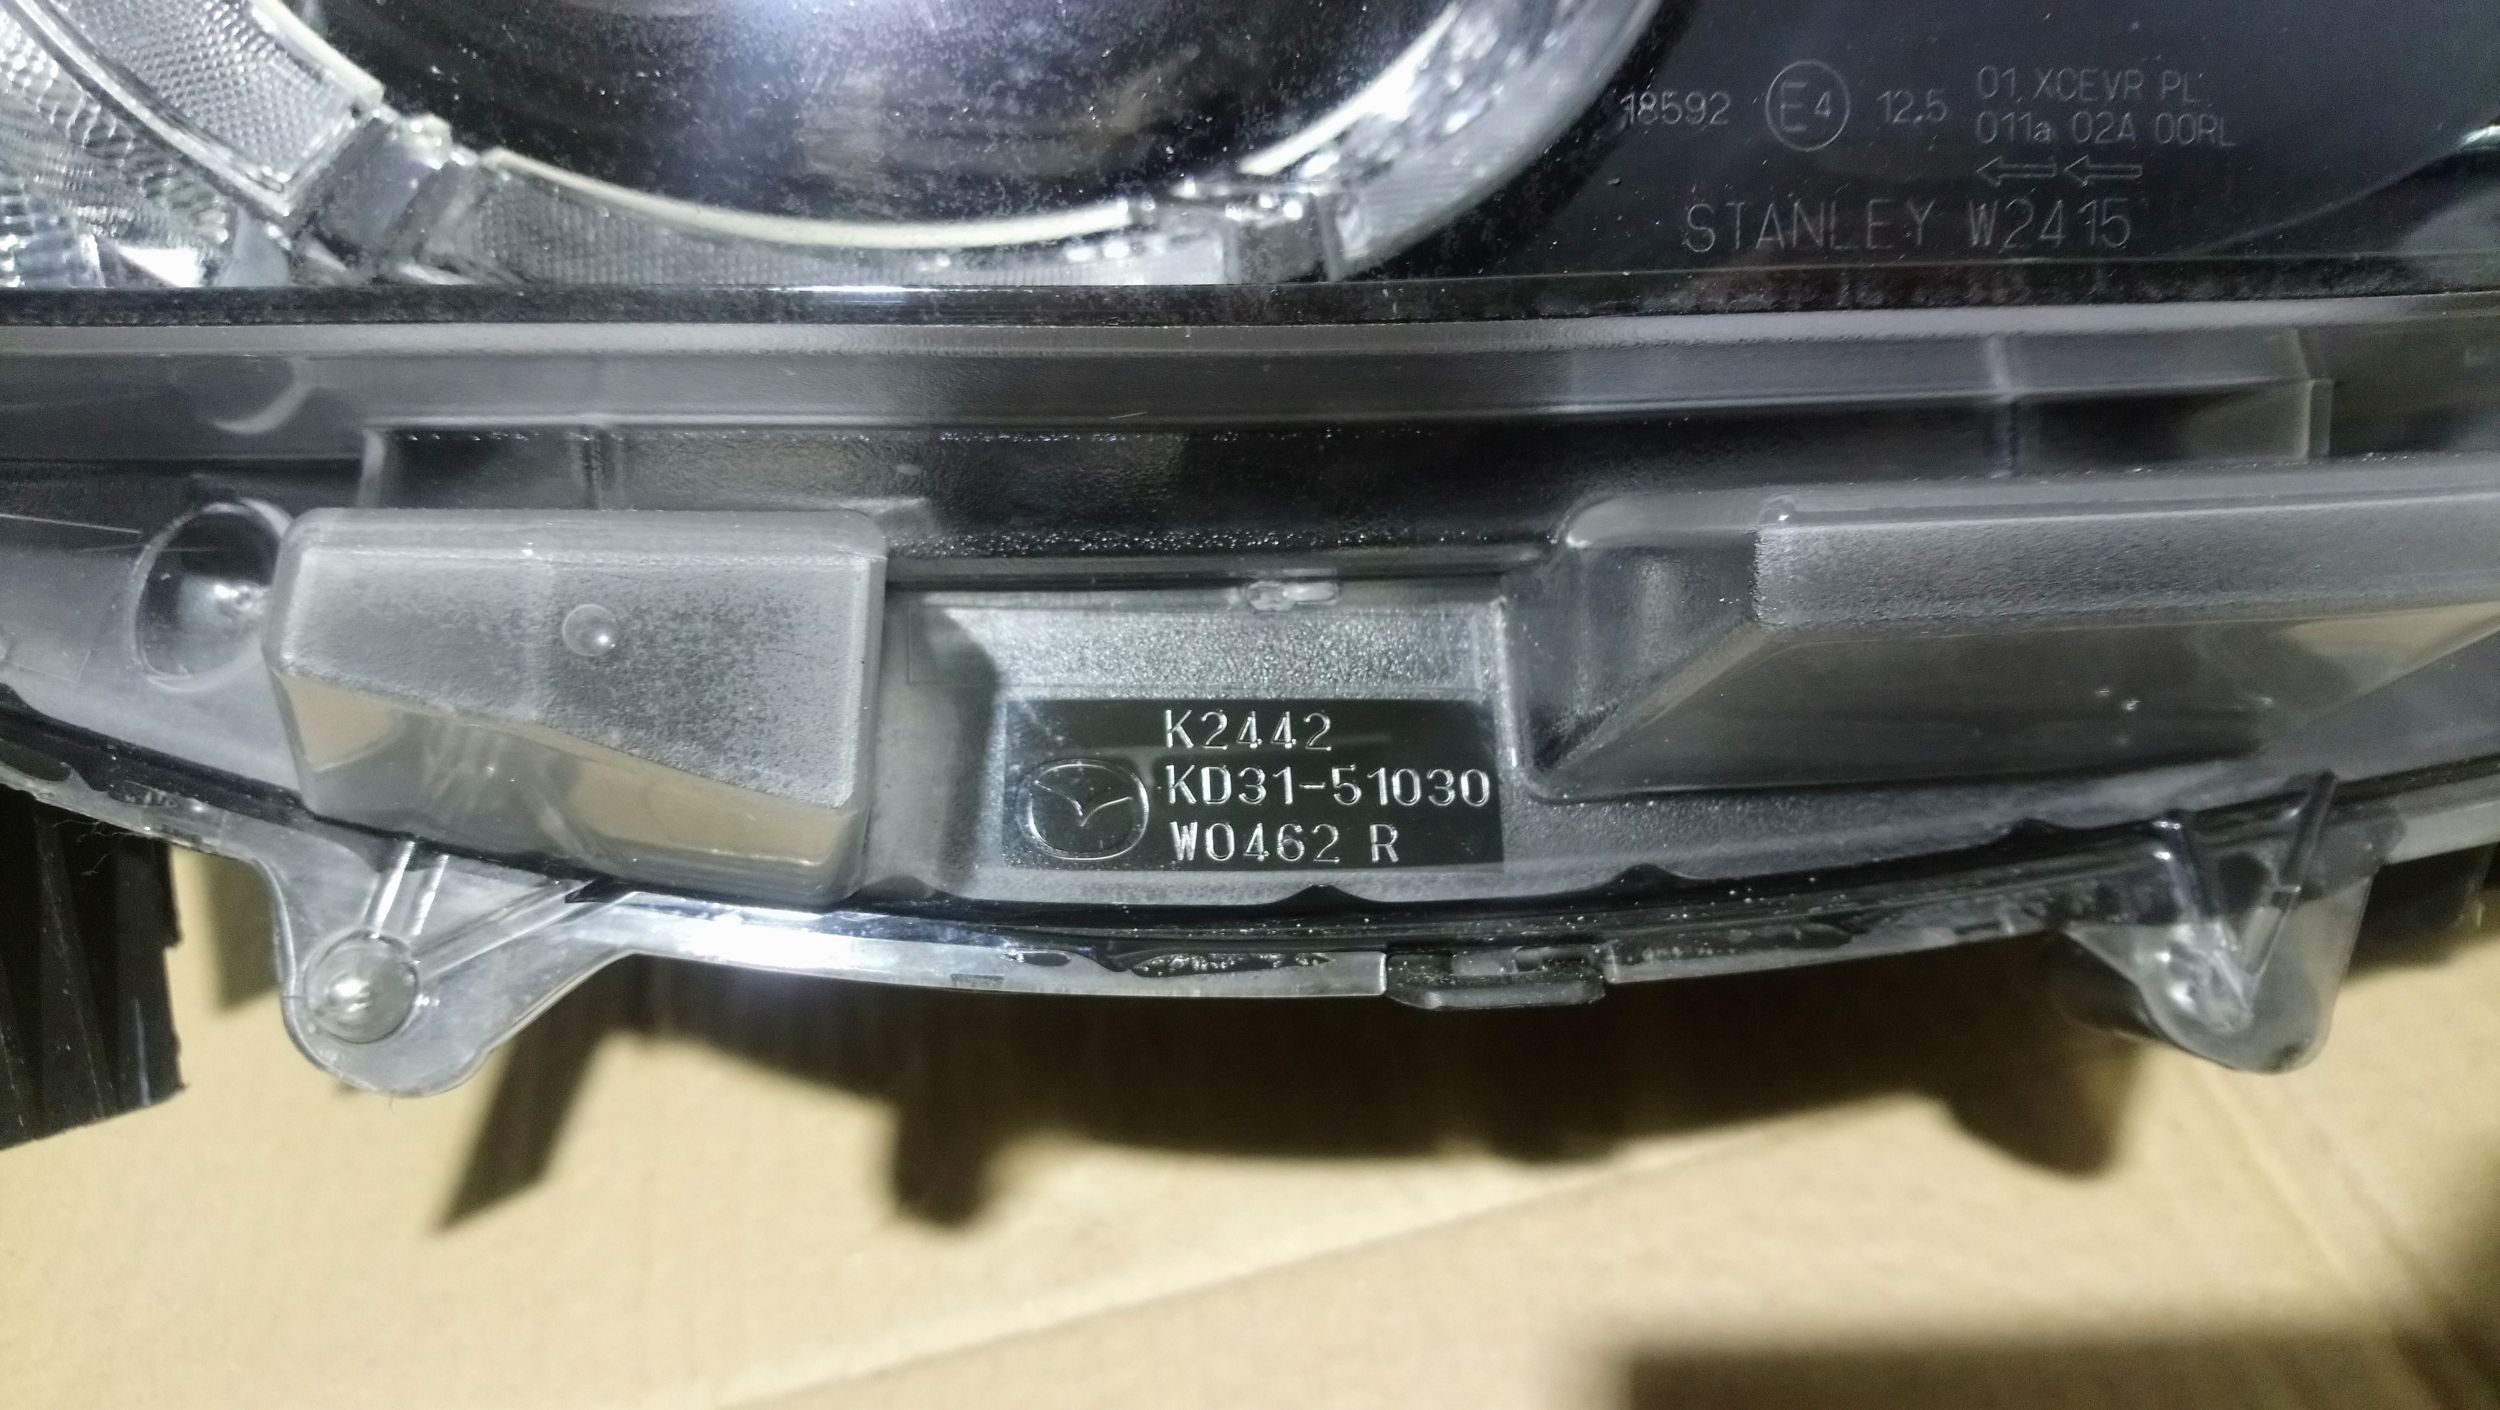 18592 E4 12.5 01 XCEVR PL
011a 02A 00RL
STANLEY W2415
K2442
KD31-51030
W0462 R